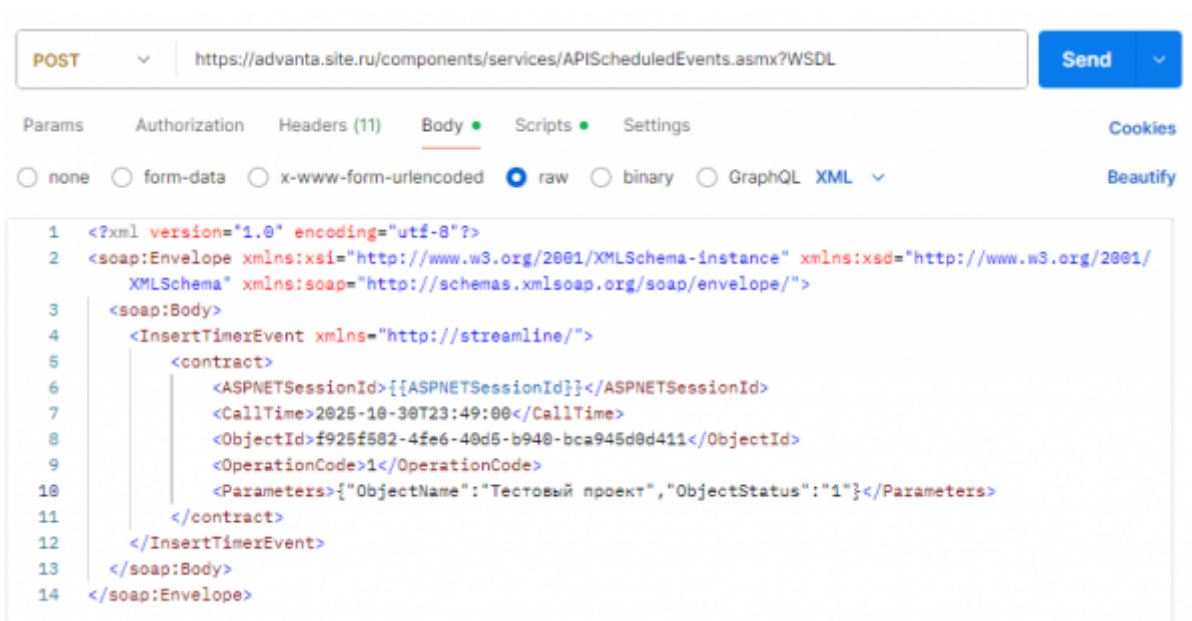 POST https://advanta.site.ru/components/services/APIScheduledEvents.asmx?WSDL Send
Params Authorization Headers (11) Body Scripts Settings Cookies
none form-data x-www-form-urlencoded raw binary GraphQL XML Beautify
1 <?xml version="1.0" encoding="utf-8"?>
2 <soap:Envelope xmlns:xsi="http://www.w3.org/2001/XMLSchema-instance" xmlns:xsd="http://www.w3.org/2001/
XMLSchema" xmlns:soap="http://schemas.xmlsoap.org/soap/envelope/">
3 <soap:Body>
4 <InsertTimerEvent xmlns="http://streamline/">
5 <contract>
6 <ASPNETSessionId>{{ASPNETSessionId}}</ASPNETSessionId>
7 <CallTime>2025-10-30T23:49:00</CallTime>
8 <ObjectId>f925f582-4fe6-40d5-b940-bca945d0d411</ObjectId>
9 <OperationCode>1</OperationCode>
10 <Parameters>{"ObjectName":"Тестовый проект","ObjectStatus":"1"}</Parameters>
11 </contract>
12 </InsertTimerEvent>
13 </soap:Body>
14 </soap:Envelope>